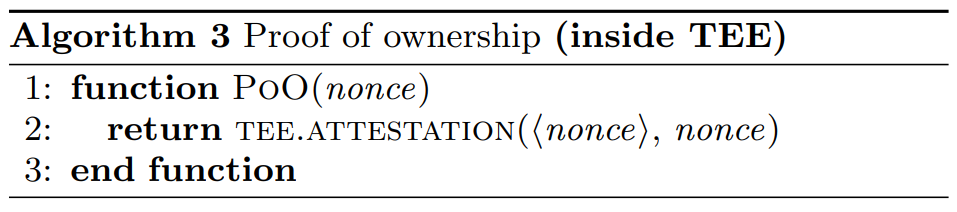 Algorithm 3 Proof of ownership (inside TEE)
1: function POO(nonce)
2: return TEE.ATTESTATION(⟨nonce⟩, nonce)
3: end function